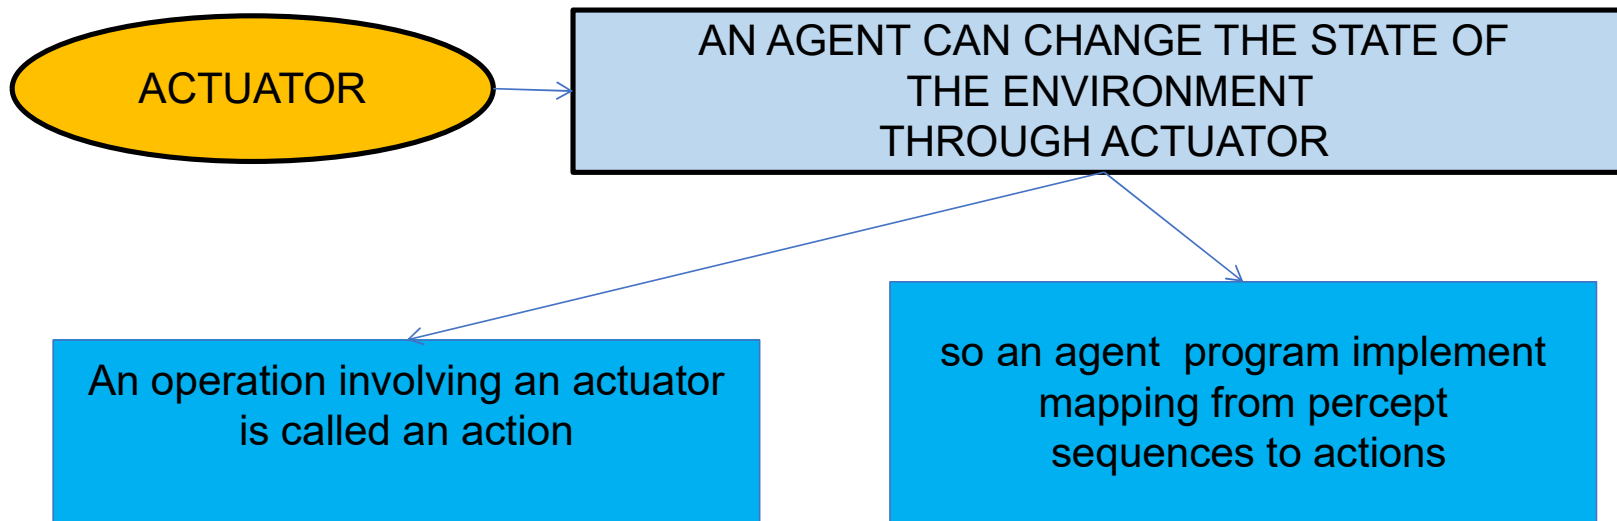 ACTUATOR
AN AGENT CAN CHANGE THE STATE OF
THE ENVIRONMENT
THROUGH ACTUATOR
An operation involving an actuator
is called an action
so an agent  program implement
mapping from percept
sequences to actions